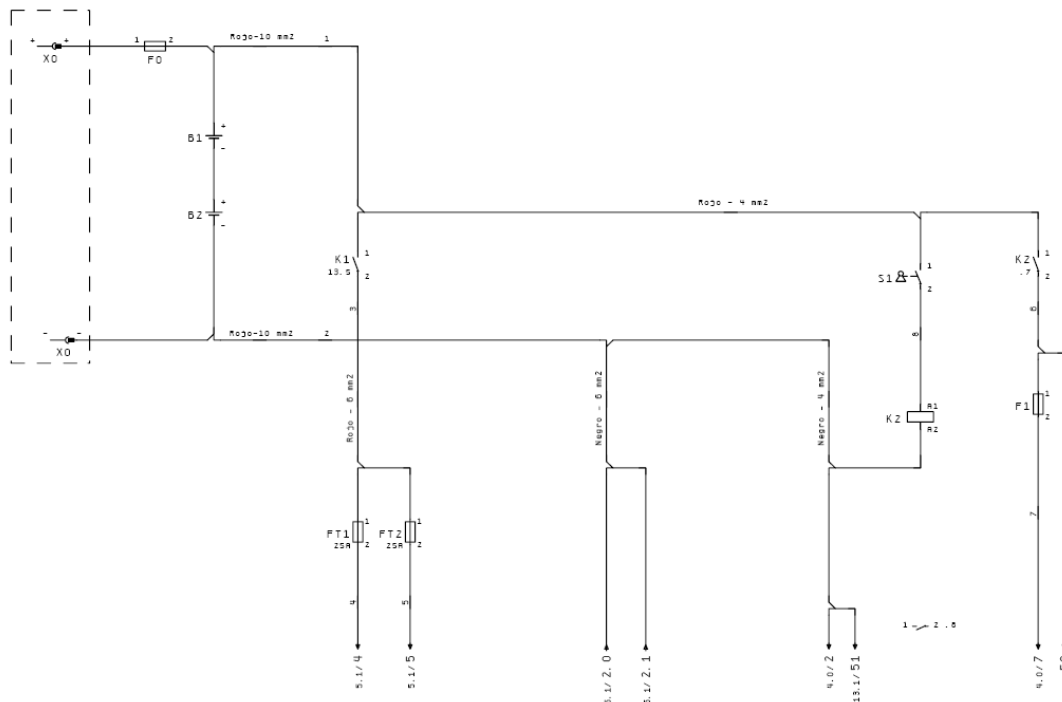 Rojo-10 mm2 1
+ + 1 2
X0 F0
+
B1
-
+
B2
-
Rojo - 4 mm2
K1 1
13.5 2
S1 1
2
K2 1
.7 2
3
8
6
- -
X0
Rojo-10 mm2 2
Rojo - 6 mm2
Negro - 6 mm2
Negro - 4 mm2
K2 A1
A2
F1 1
2
FT1 1
25A 2
FT2 1
25A 2
7
4
5
1 2 .8
5.1/4
5.1/5
5.1/2.0
5.1/2.1
4.0/2
13.1/51
4.0/7